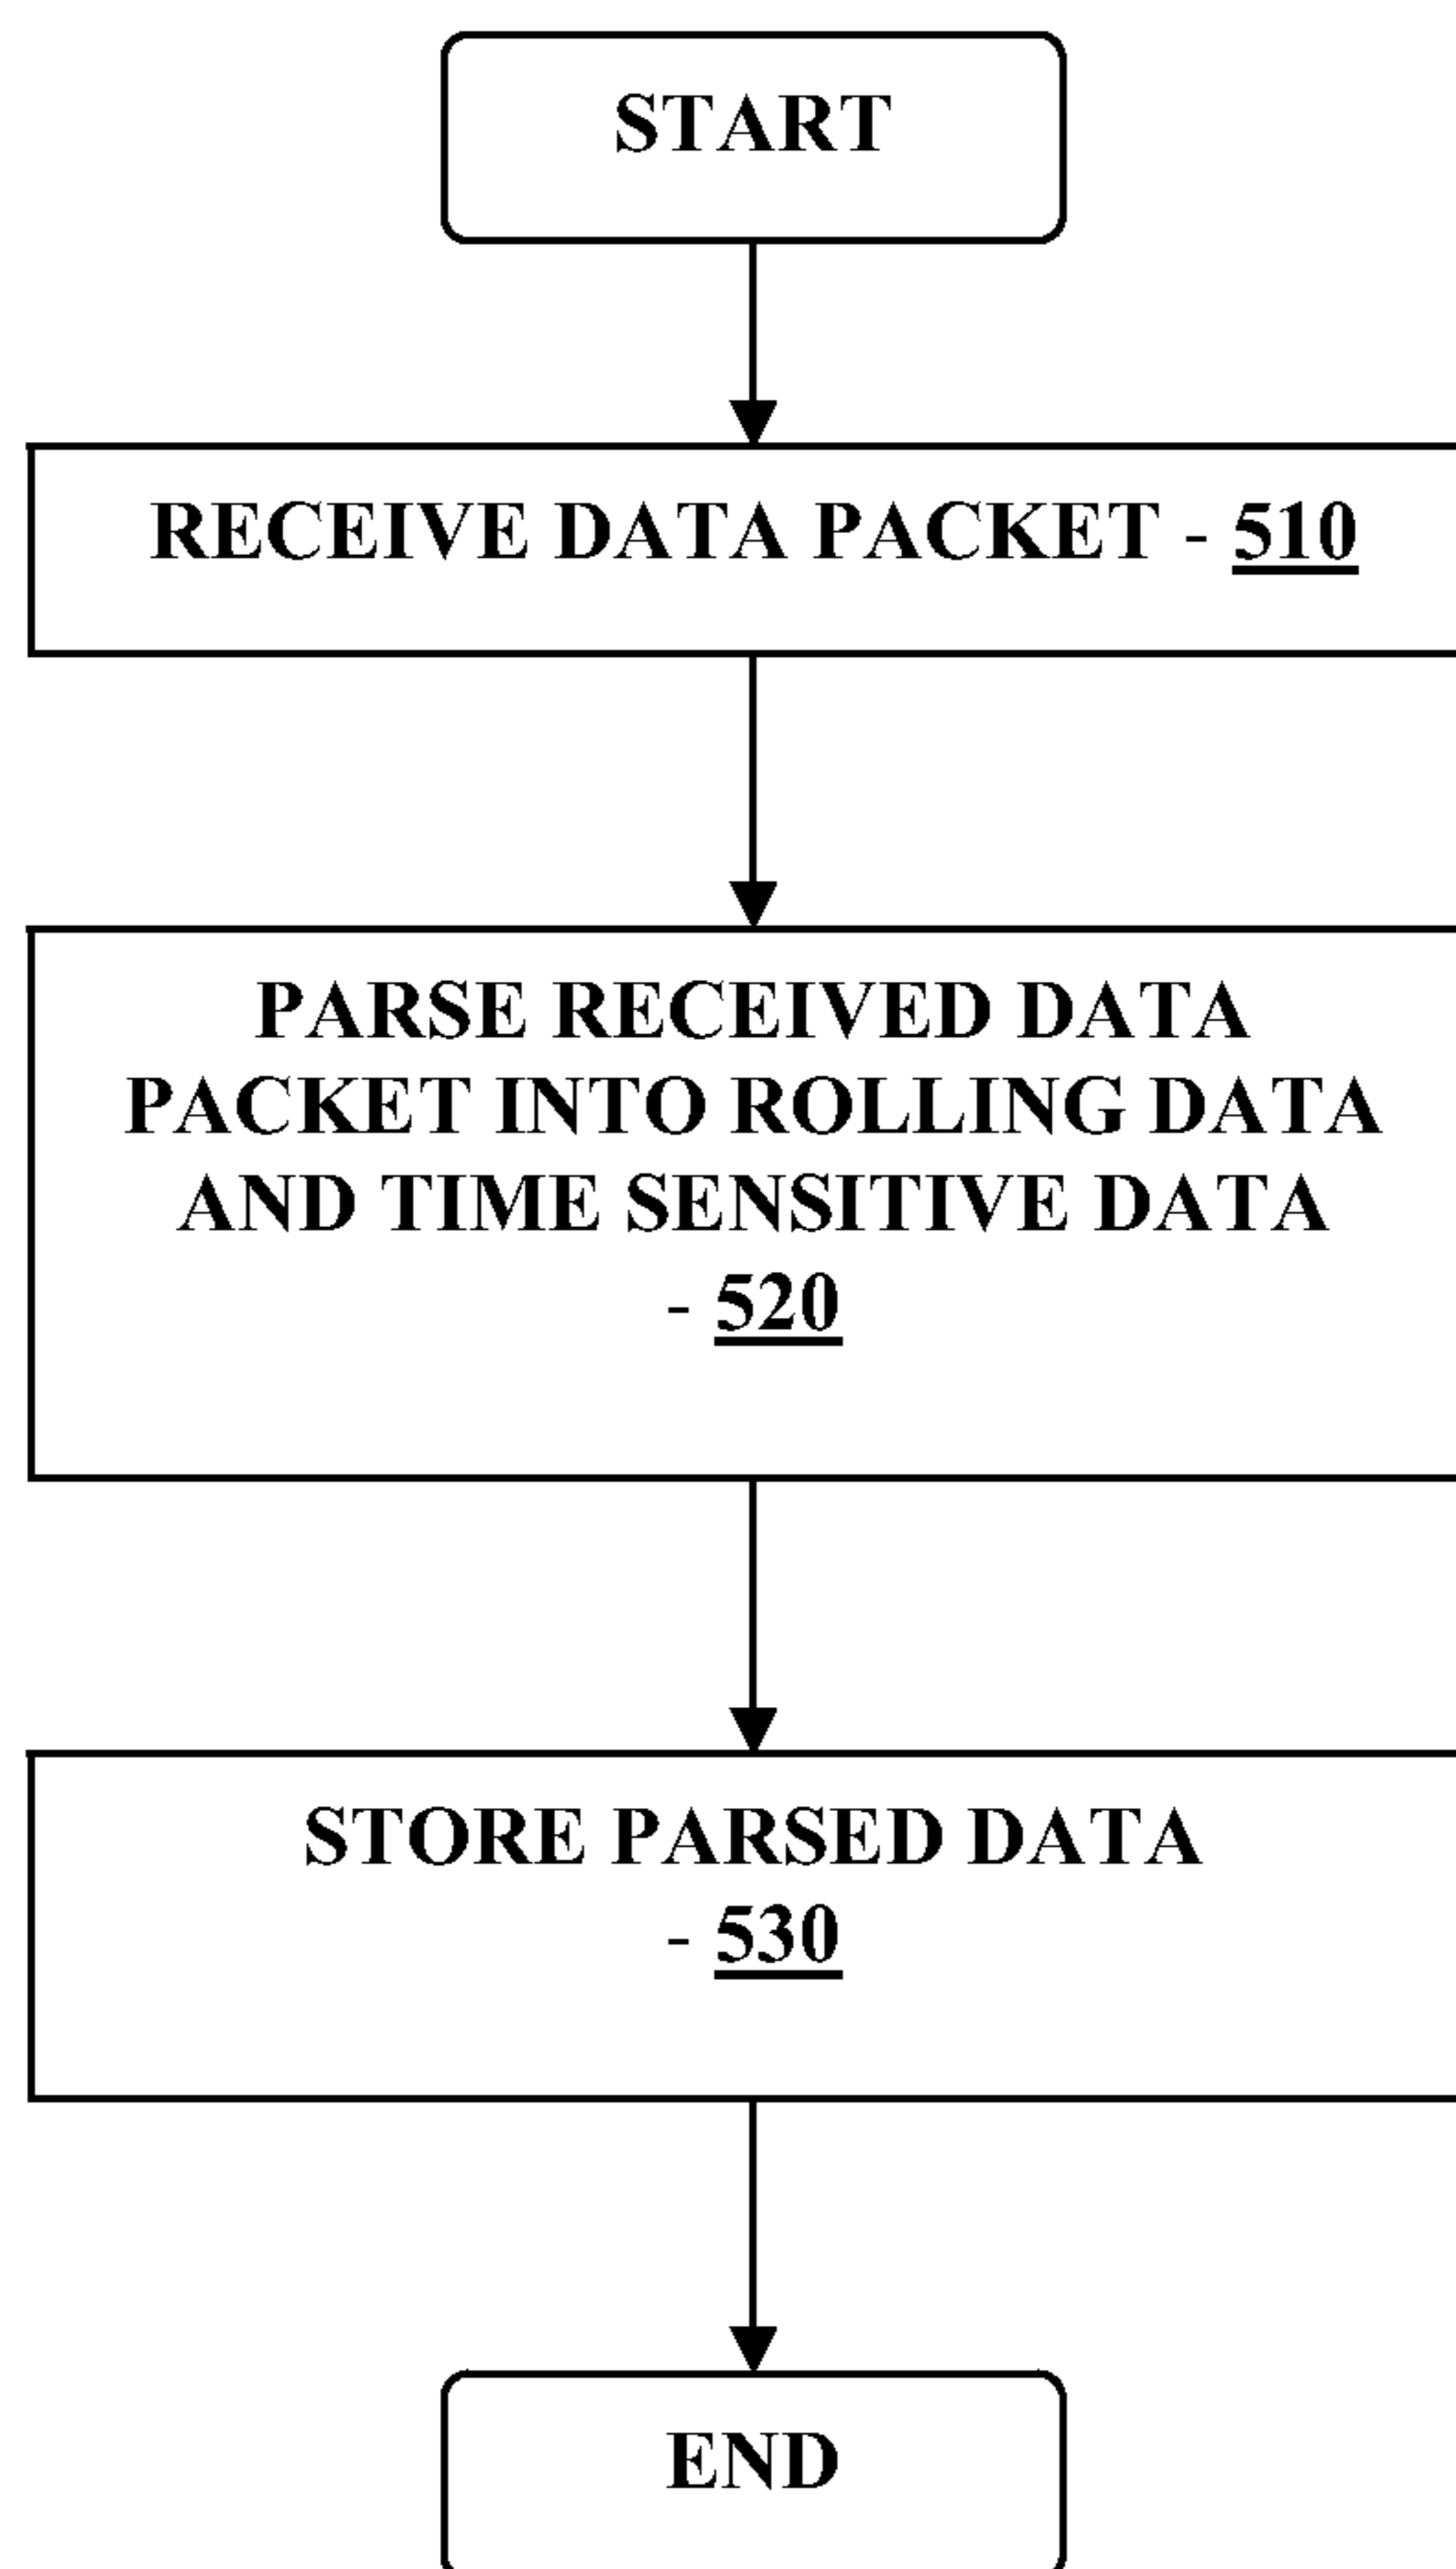 START
RECEIVE DATA PACKET - 510
PARSE RECEIVED DATA
PACKET INTO ROLLING DATA
AND TIME SENSITIVE DATA
- 520
STORE PARSED DATA
- 530
END